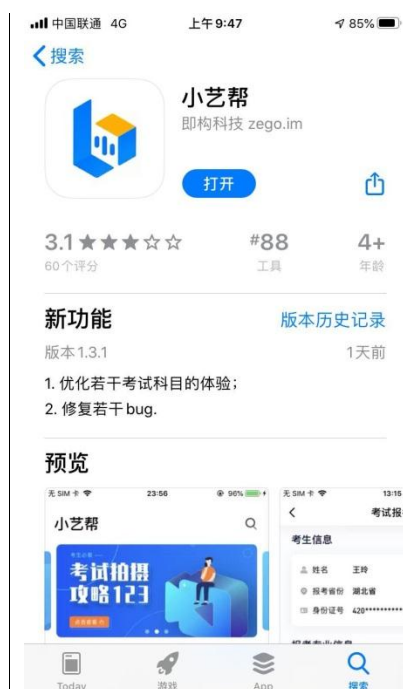 中国联通 4G 上午9:47 85%
搜索
小艺帮
即构科技 zego.im
打开
3.1 #88 4+
60个评分 工具 年龄
新功能 版本历史记录
版本1.3.1 1天前
1. 优化若干考试科目的体验；
2. 修复若干 bug.
预览
无 SIM 卡 23:56 96%
小艺帮
考试拍摄
攻略123
无 SIM 卡 13:15
考试报
考生信息
姓名 王玲
报考省份 湖北省
身份证号 420**********
Today 游戏 App 搜索